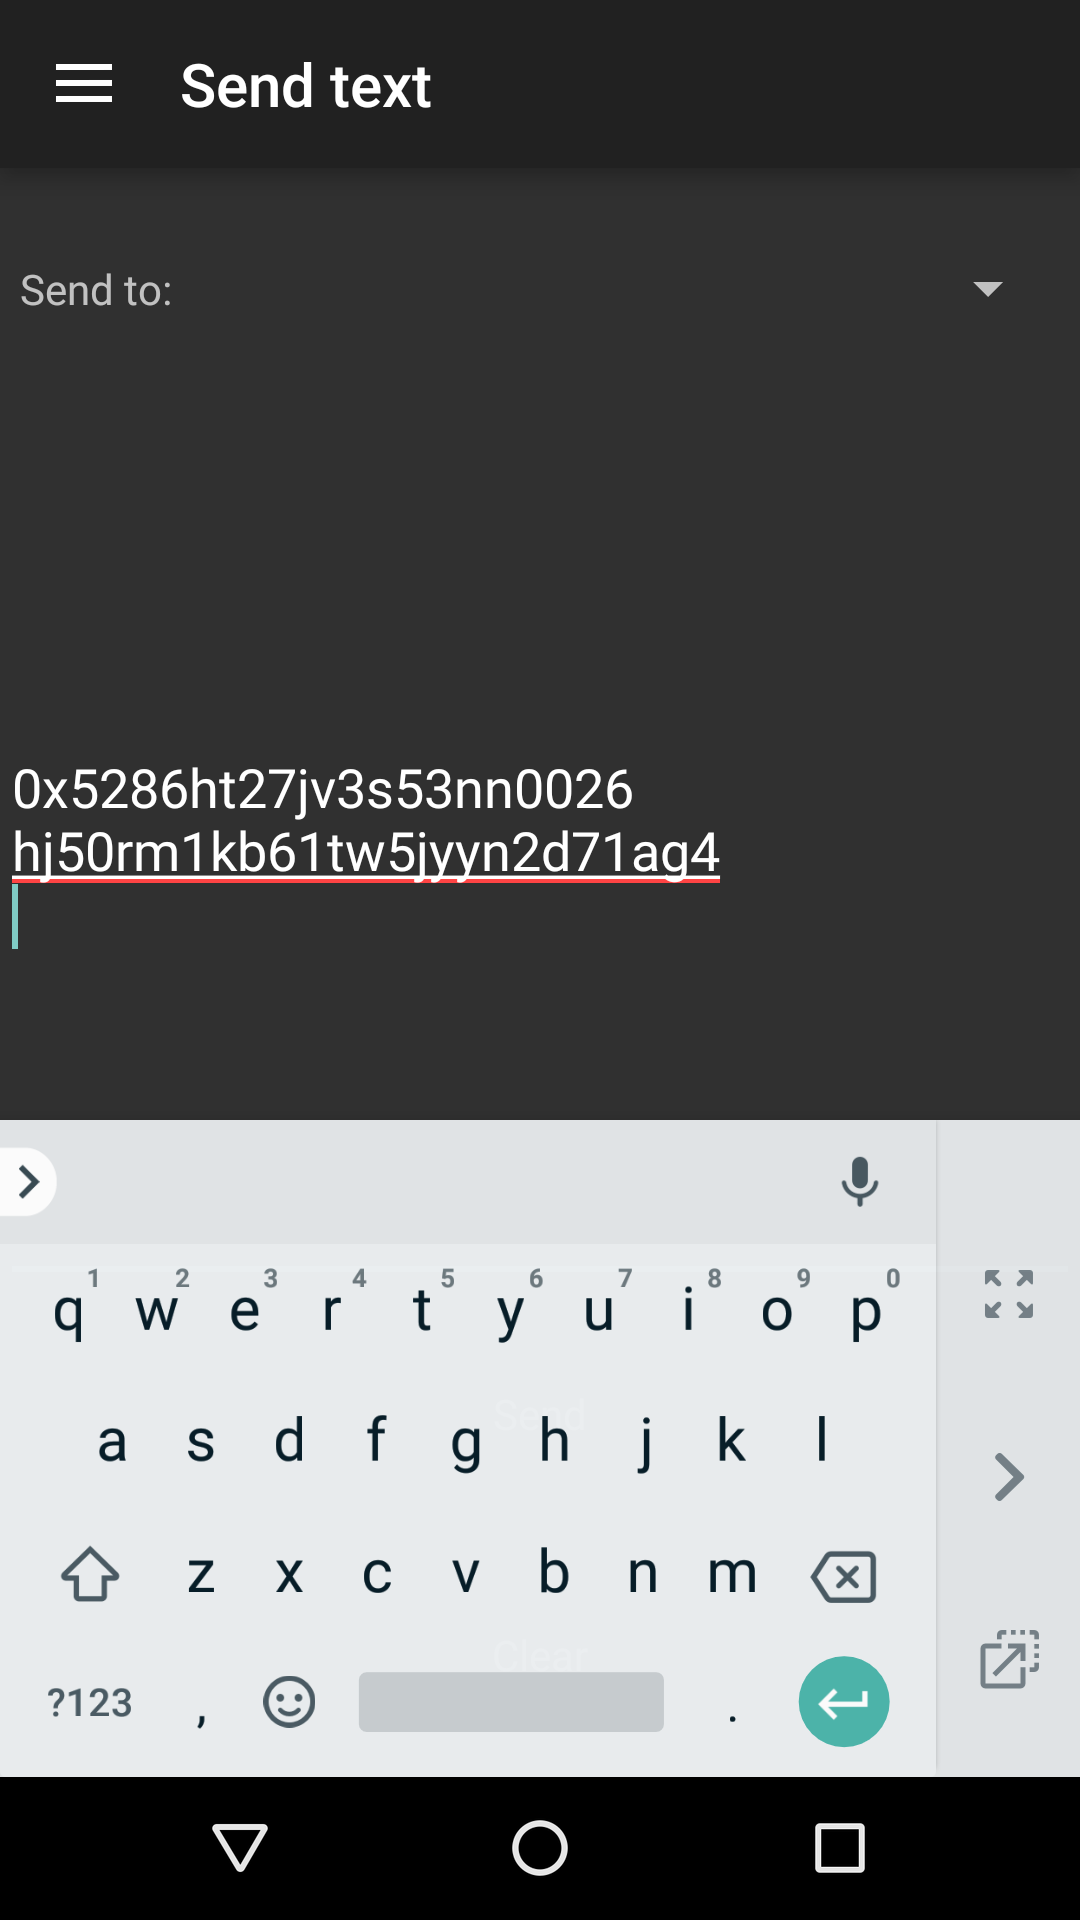 Send text
Send to:
0x5286ht27jv3s53nn0026
hj50rm1kb61tw5jyyn2d71ag4
1 2 3 4 5 6 7 8 9 0
q w e r t y u i o p
Send
a s d f g h j k l
z x c v b n m
Clear
?123 , .